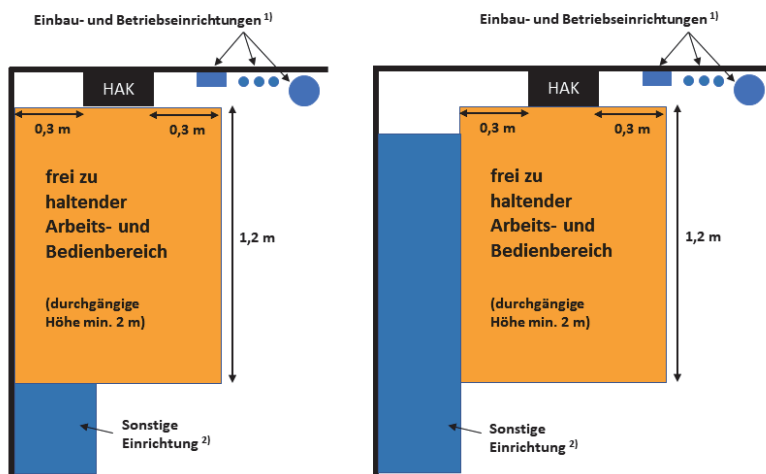 Einbau- und Betriebseinrichtungen 1)
HAK
0,3 m
0,3 m
frei zu
haltender
Arbeits- und
Bedienbereich
(durchgängige
Höhe min. 2 m)
1,2 m
Sonstige
Einrichtung 2)
Einbau- und Betriebseinrichtungen 1)
HAK
0,3 m
0,3 m
frei zu
haltender
Arbeits- und
Bedienbereich
(durchgängige
Höhe min. 2 m)
1,2 m
Sonstige
Einrichtung 2)